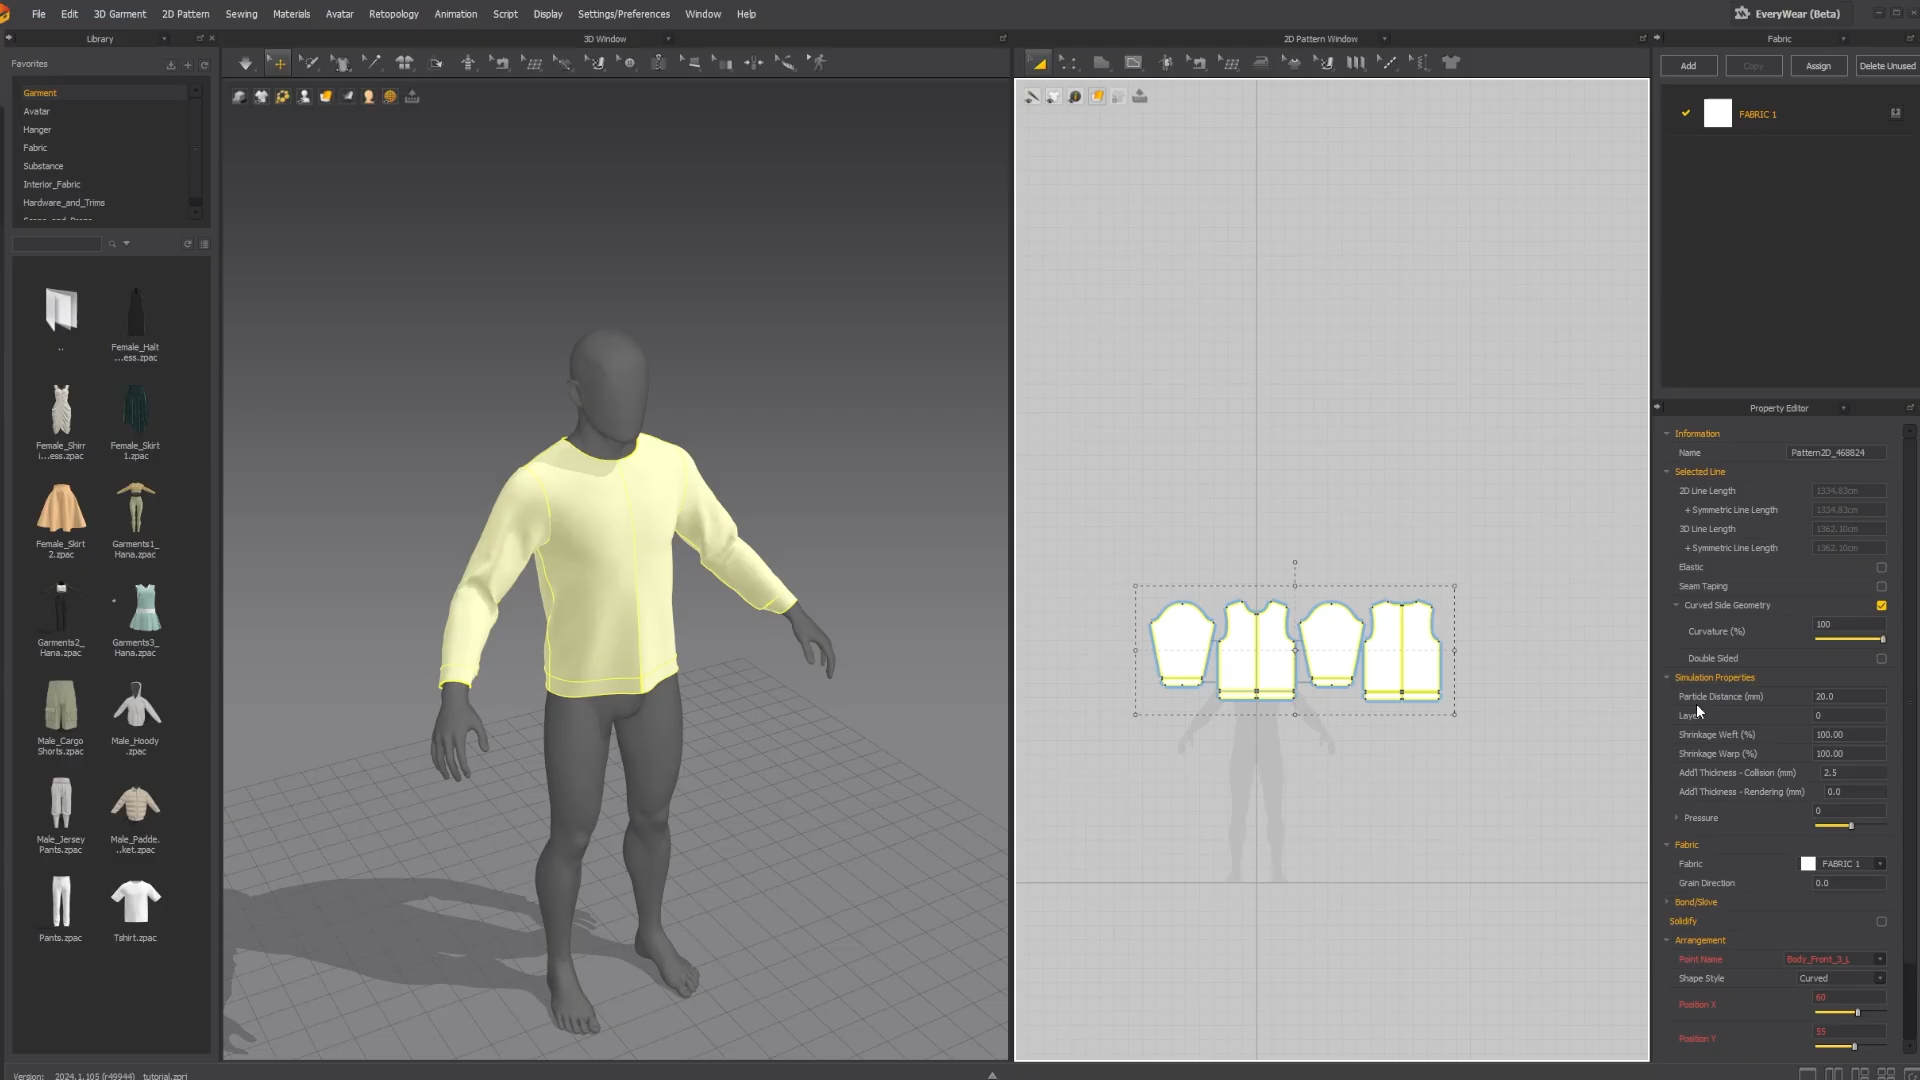 File Edit 3D Garment 2D Pattern Sewing Materials Avatar Retopology Animation Script Display Settings/Preferences Window Help
EveryWear (Beta)
Library
3D Window
2D Pattern Window
Fabric
Favorites
Garment
Avatar
Hanger
Fabric
Substance
Interior_Fabric
Hardware_and_Trims
..
Female_Halt
...ess.zpac
Female_Shirr
i...ess.zpac
Female_Skirt
1.zpac
Female_Skirt
2.zpac
Garments1_
Hana.zpac
Garments2_
Hana.zpac
Garments3_
Hana.zpac
Male_Cargo
Shorts.zpac
Male_Hoody
.zpac
Male_Jersey
Pants.zpac
Male_Padde.
..ket.zpac
Pants.zpac
Tshirt.zpac
Add Copy Assign Delete Unused
FABRIC 1
Property Editor
Information
Name Pattern2D_468824
Selected Line
2D Line Length 1334.83cm
+ Symmetric Line Length 1334.83cm
3D Line Length 1362.10cm
+ Symmetric Line Length 1362.10cm
Elastic
Seam Taping
Curved Side Geometry
Curvature (%) 100
Double Sided
Simulation Properties
Particle Distance (mm) 20.0
Laye 0
Shrinkage Weft (%) 100.00
Shrinkage Warp (%) 100.00
Add'l Thickness - Collision (mm) 2.5
Add'l Thickness - Rendering (mm) 0.0
Pressure 0
Fabric
Fabric FABRIC 1
Grain Direction 0.0
Bond/Skive
Solidify
Arrangement
Point Name Body_Front_3_L
Shape Style Curved
Position X 60
Position Y 55
Version: 2024.1.105 (r49944) tutorial.zprj